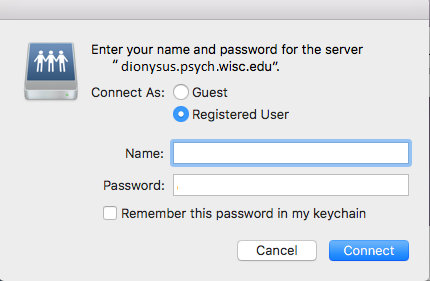 Enter your name and password for the server
“ dionysus.psych.wisc.edu”.
Connect As: Guest
Registered User
Name:
Password:
Remember this password in my keychain
Cancel Connect